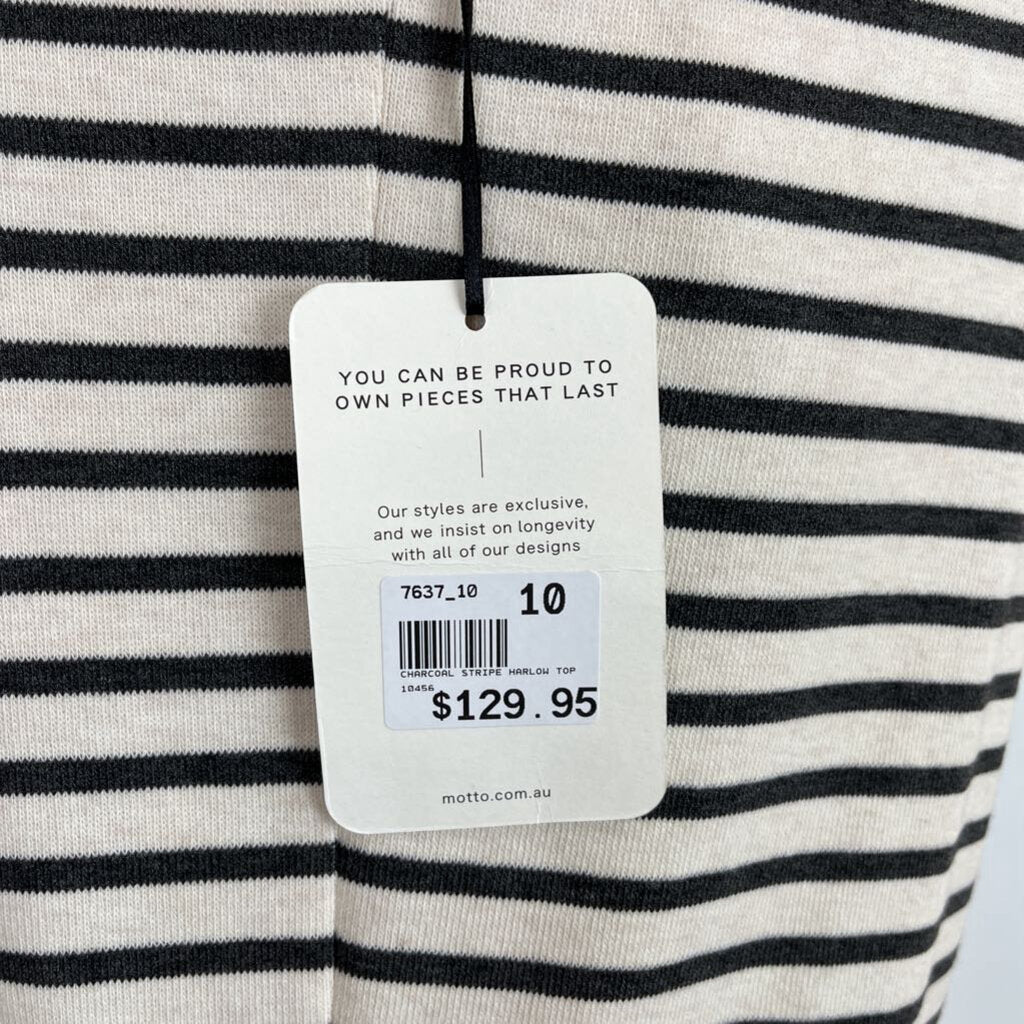 YOU CAN BE PROUD TO
OWN PIECES THAT LAST
Our styles are exclusive,
and we insist on longevity
with all of our designs
7637_10 10
CHARCOAL STRIPE HARLOW TOP
10456
$129.95
motto.com.au